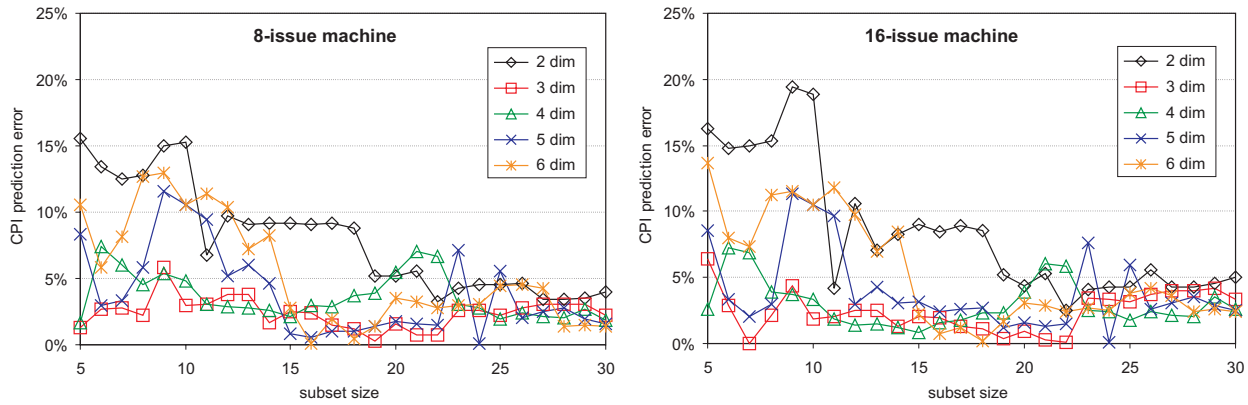 8-issue machine
CPI prediction error
25%
20%
15%
10%
5%
0%
5
10
15
20
25
30
subset size
2 dim
3 dim
4 dim
5 dim
6 dim
16-issue machine
CPI prediction error
25%
20%
15%
10%
5%
0%
5
10
15
20
25
30
subset size
2 dim
3 dim
4 dim
5 dim
6 dim